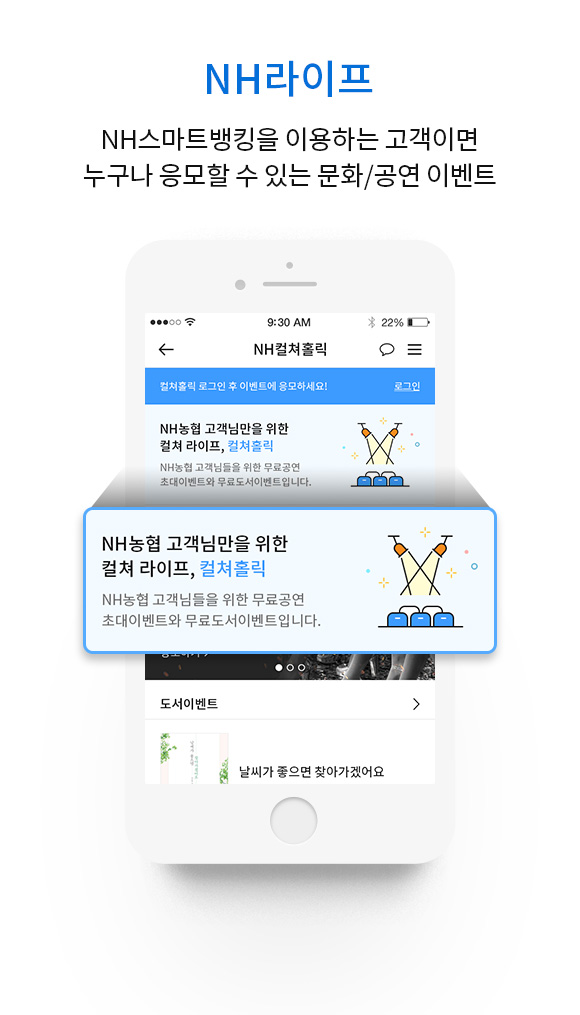 NH라이프
NH스마트뱅킹을 이용하는 고객이면
누구나 응모할 수 있는 문화/공연 이벤트
9:30 AM
22%
NH컬쳐홀릭
컬쳐홀릭 로그인 후 이벤트에 응모하세요!
로그인
NH농협 고객님만을 위한
컬쳐 라이프, 컬쳐홀릭
NH농협 고객님들을 위한 무료공연
초대이벤트와 무료도서이벤트입니다.
NH농협 고객님만을 위한
컬쳐 라이프, 컬쳐홀릭
NH농협 고객님들을 위한 무료공연
초대이벤트와 무료도서이벤트입니다.
도서이벤트
날씨가 좋으면 찾아가겠어요